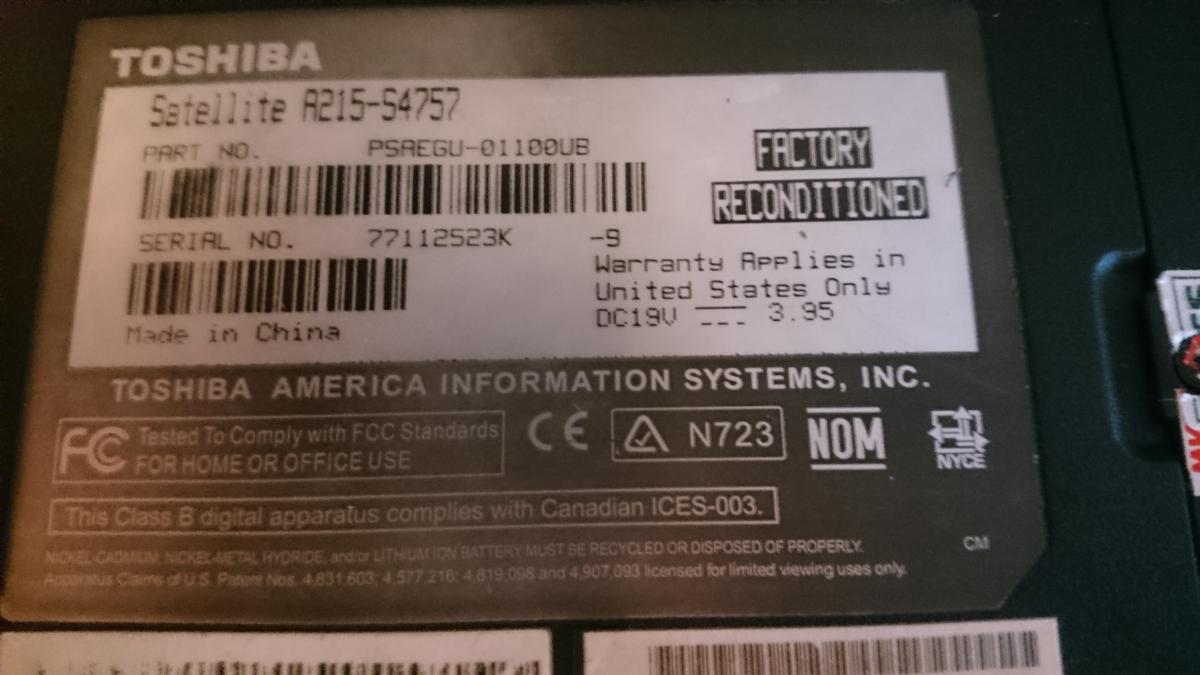 TOSHIBA
Satellite A215-S4757
PART NO. PSAEGU-01100UB
FACTORY
RECONDITIONED
SERIAL NO. 77112523K -9
Warranty Applies in
United States Only
DC19V 3.95
Made in China
TOSHIBA AMERICA INFORMATION SYSTEMS, INC.
FC Tested To Comply with FCC Standards
FOR HOME OR OFFICE USE
CE
N723
NOM
NYCE
This Class B digital apparatus complies with Canadian ICES-003.
NICKEL-CADMIUM, NICKEL-METAL HYDRIDE, and/or LITHIUM ION BATTERY MUST BE RECYCLED OR DISPOSED OF PROPERLY.
CM
Apparatus Claims of U.S. Patent Nos. 4,631,603; 4,577,216; 4,819,098 and 4,907,093 licensed for limited viewing uses only.